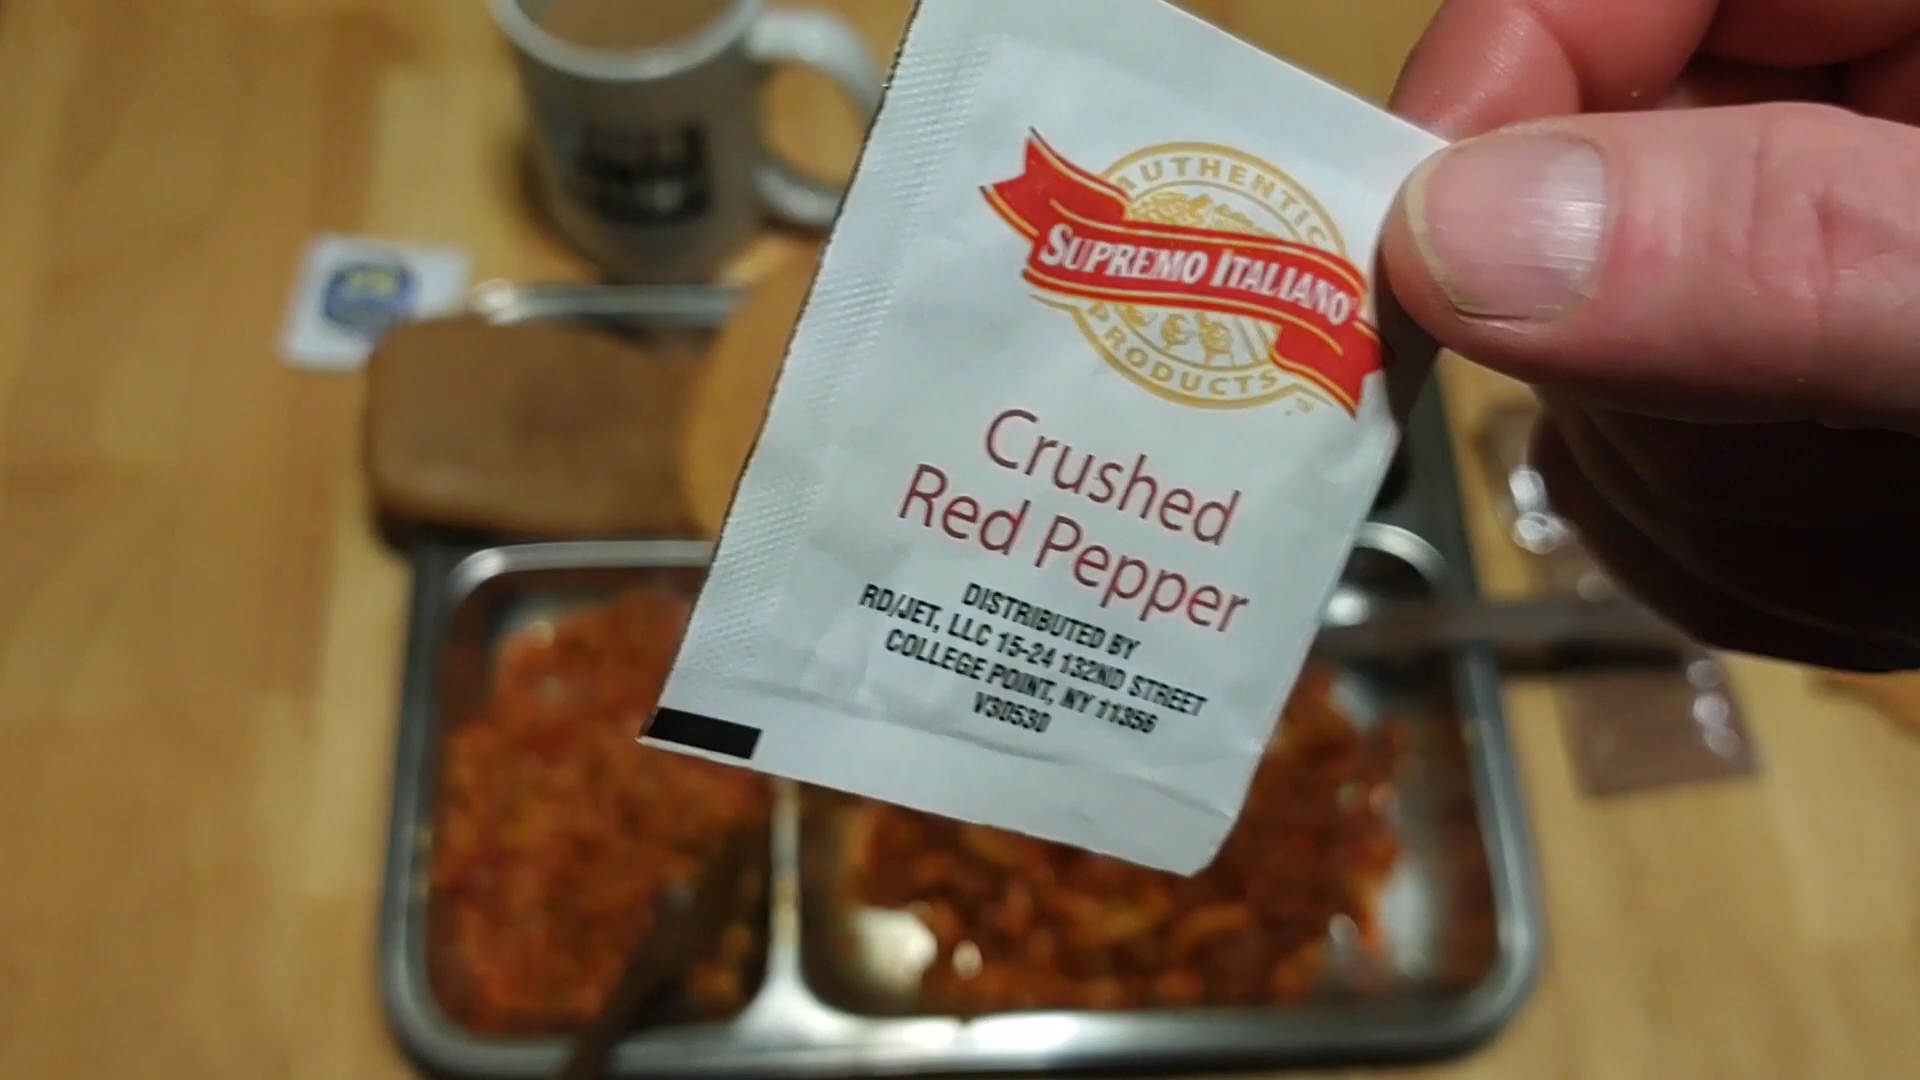 AUTHENTIC
SUPREMO ITALIANO
PRODUCTS
™
Crushed
Red Pepper
DISTRIBUTED BY
RD/JET, LLC 15-24 132ND STREET
COLLEGE POINT, NY 11356
V30530